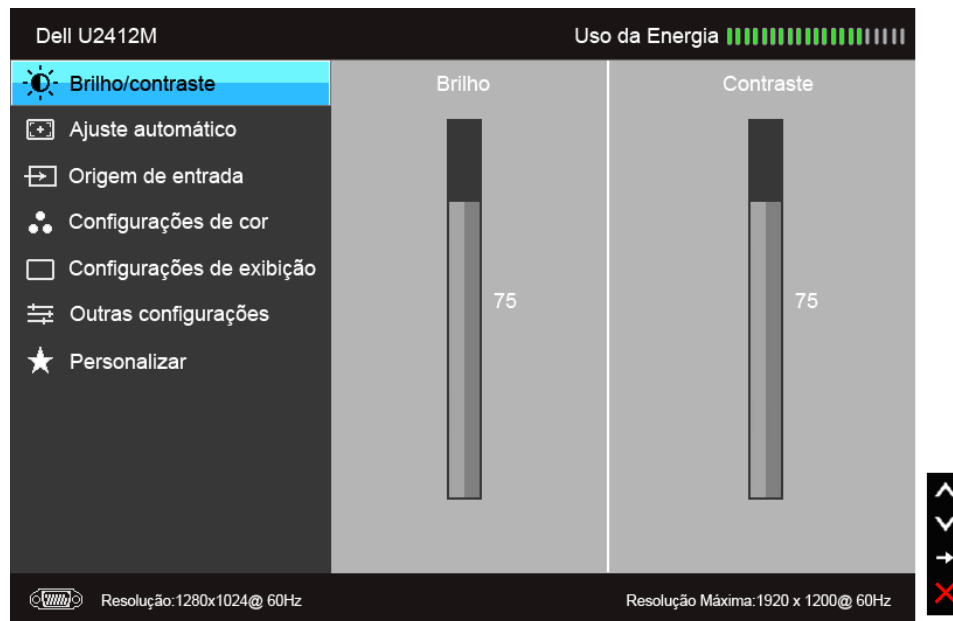 Dell U2412M
Uso da Energia
Brilho/contraste
Ajuste automático
Origem de entrada
Configurações de cor
Configurações de exibição
Outras configurações
Personalizar
Brilho
75
Contraste
75
Resolução:1280x1024@ 60Hz
Resolução Máxima:1920 x 1200@ 60Hz